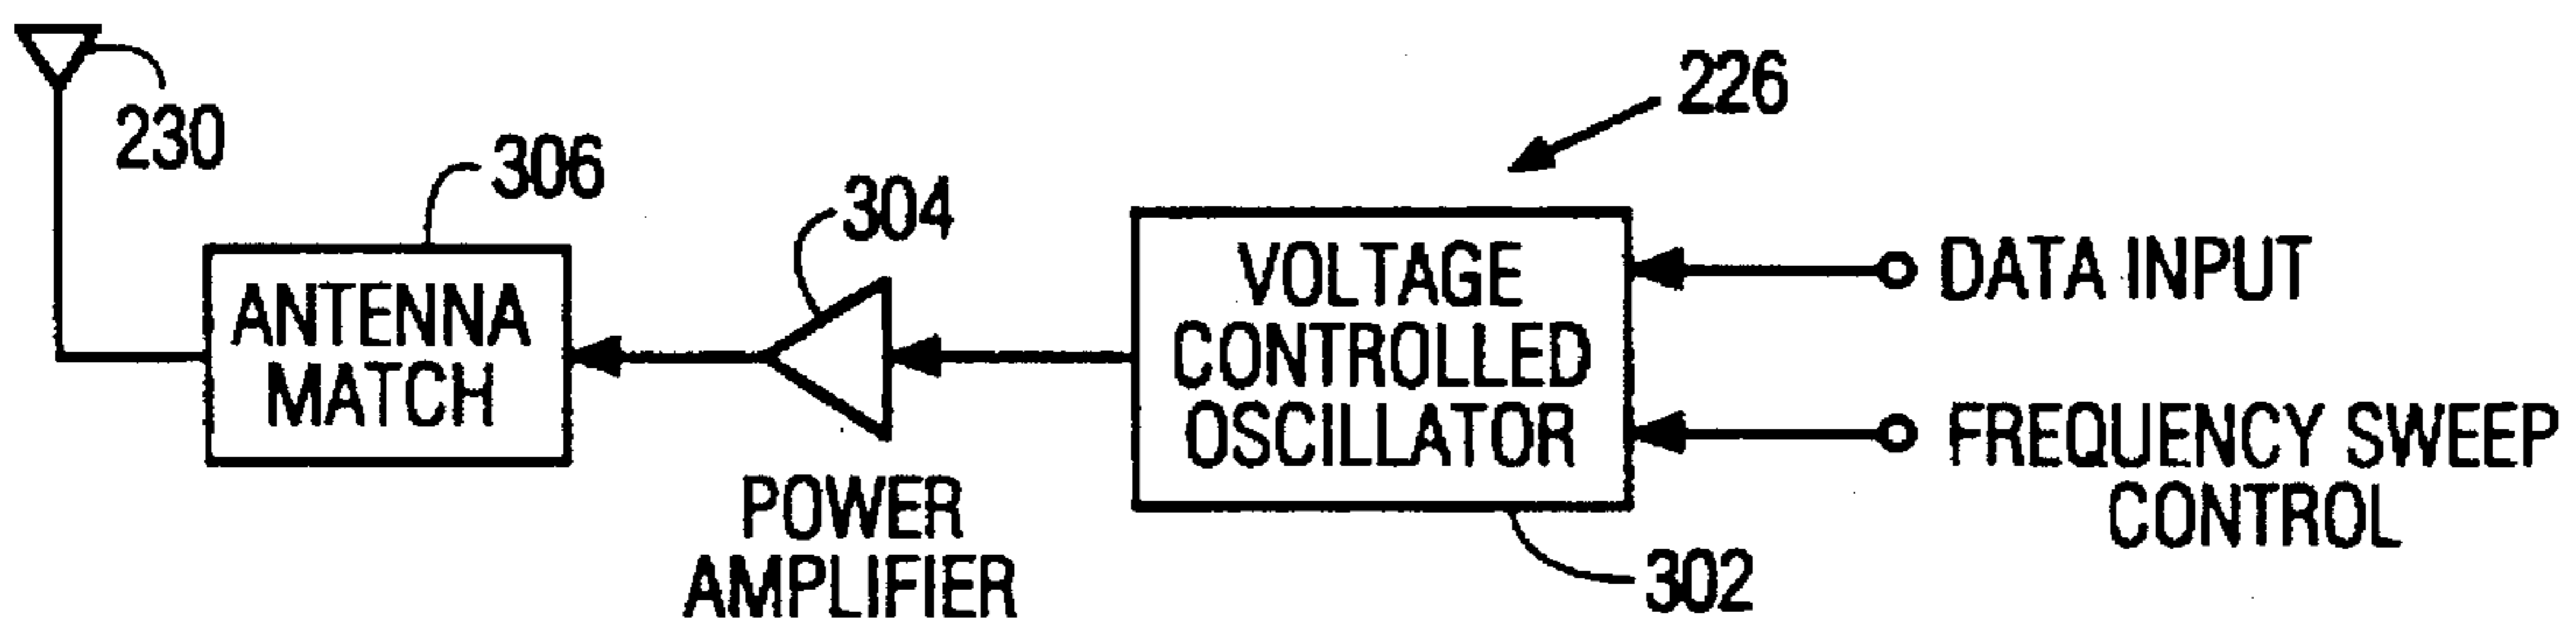 230
306
ANTENNA
MATCH
304
POWER
AMPLIFIER
226
VOLTAGE
CONTROLLED
OSCILLATOR
302
DATA INPUT
FREQUENCY SWEEP
CONTROL